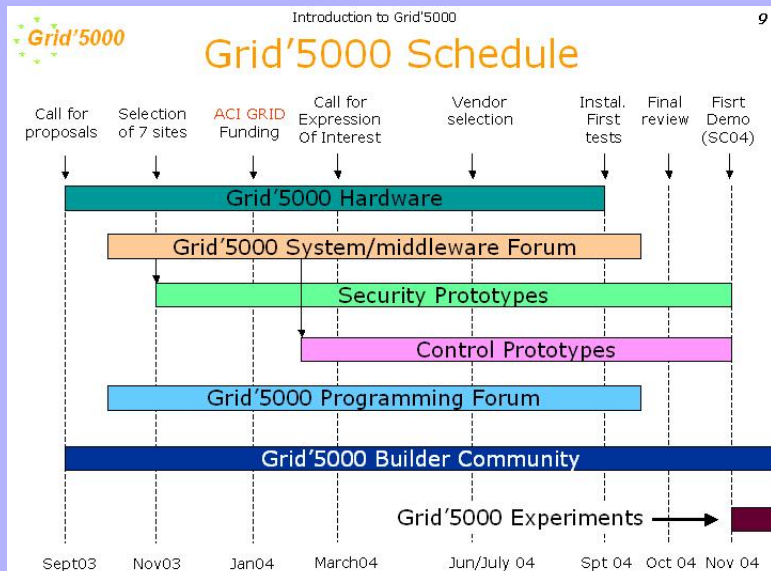 Introduction to Grid'5000
9
Grid'5000
Grid'5000 Schedule
Call for
proposals
Selection
of 7 sites
ACI GRID
Funding
Call for
Expression
Of Interest
Vendor
selection
Instal.
First
tests
Final
review
Fisrt
Demo
(SC04)
Grid'5000 Hardware
Grid'5000 System/middleware Forum
Security Prototypes
Control Prototypes
Grid'5000 Programming Forum
Grid'5000 Builder Community
Grid'5000 Experiments
Sept03
Nov03
Jan04
March04
Jun/July 04
Spt 04
Oct 04
Nov 04